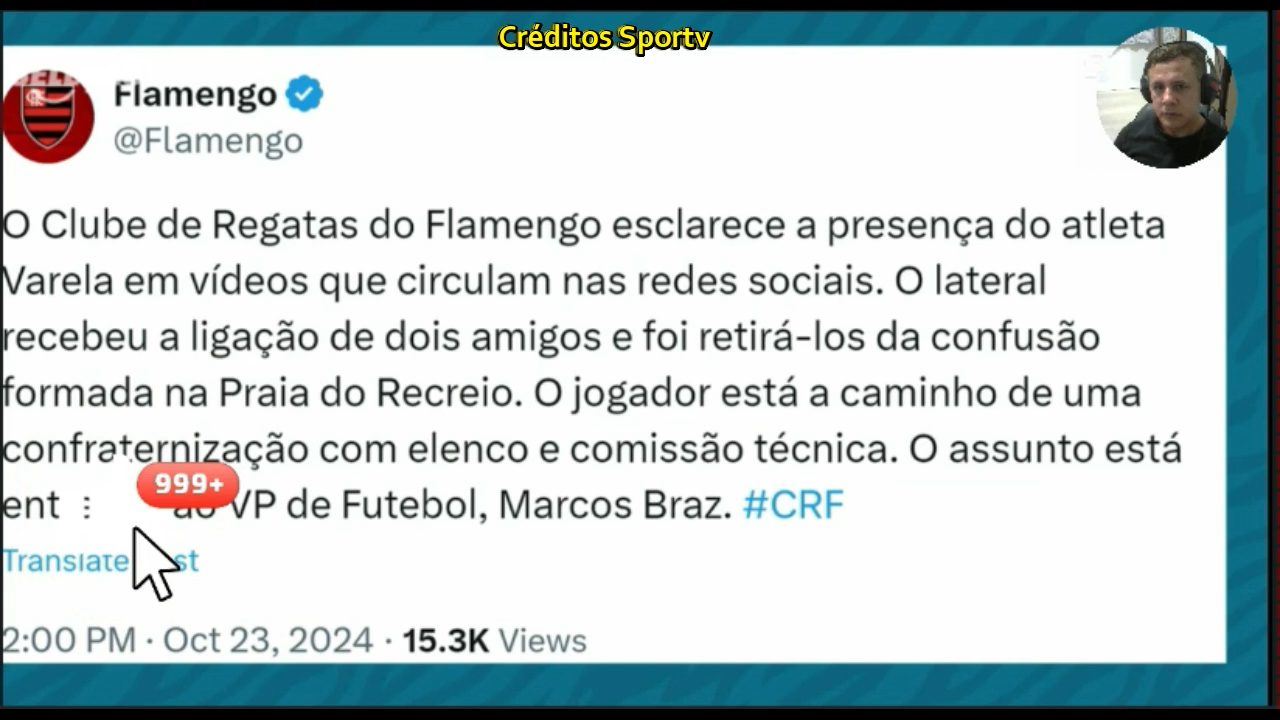 Créditos Sportv
Flamengo
@Flamengo
O Clube de Regatas do Flamengo esclarece a presença do atleta
Varela em vídeos que circulam nas redes sociais. O lateral
recebeu a ligação de dois amigos e foi retirá-los da confusão
formada na Praia do Recreio. O jogador está a caminho de uma
confraternização com elenco e comissão técnica. O assunto está
ent ao VP de Futebol, Marcos Braz. #CRF
999+
Translate st
2:00 PM · Oct 23, 2024 · 15.3K Views